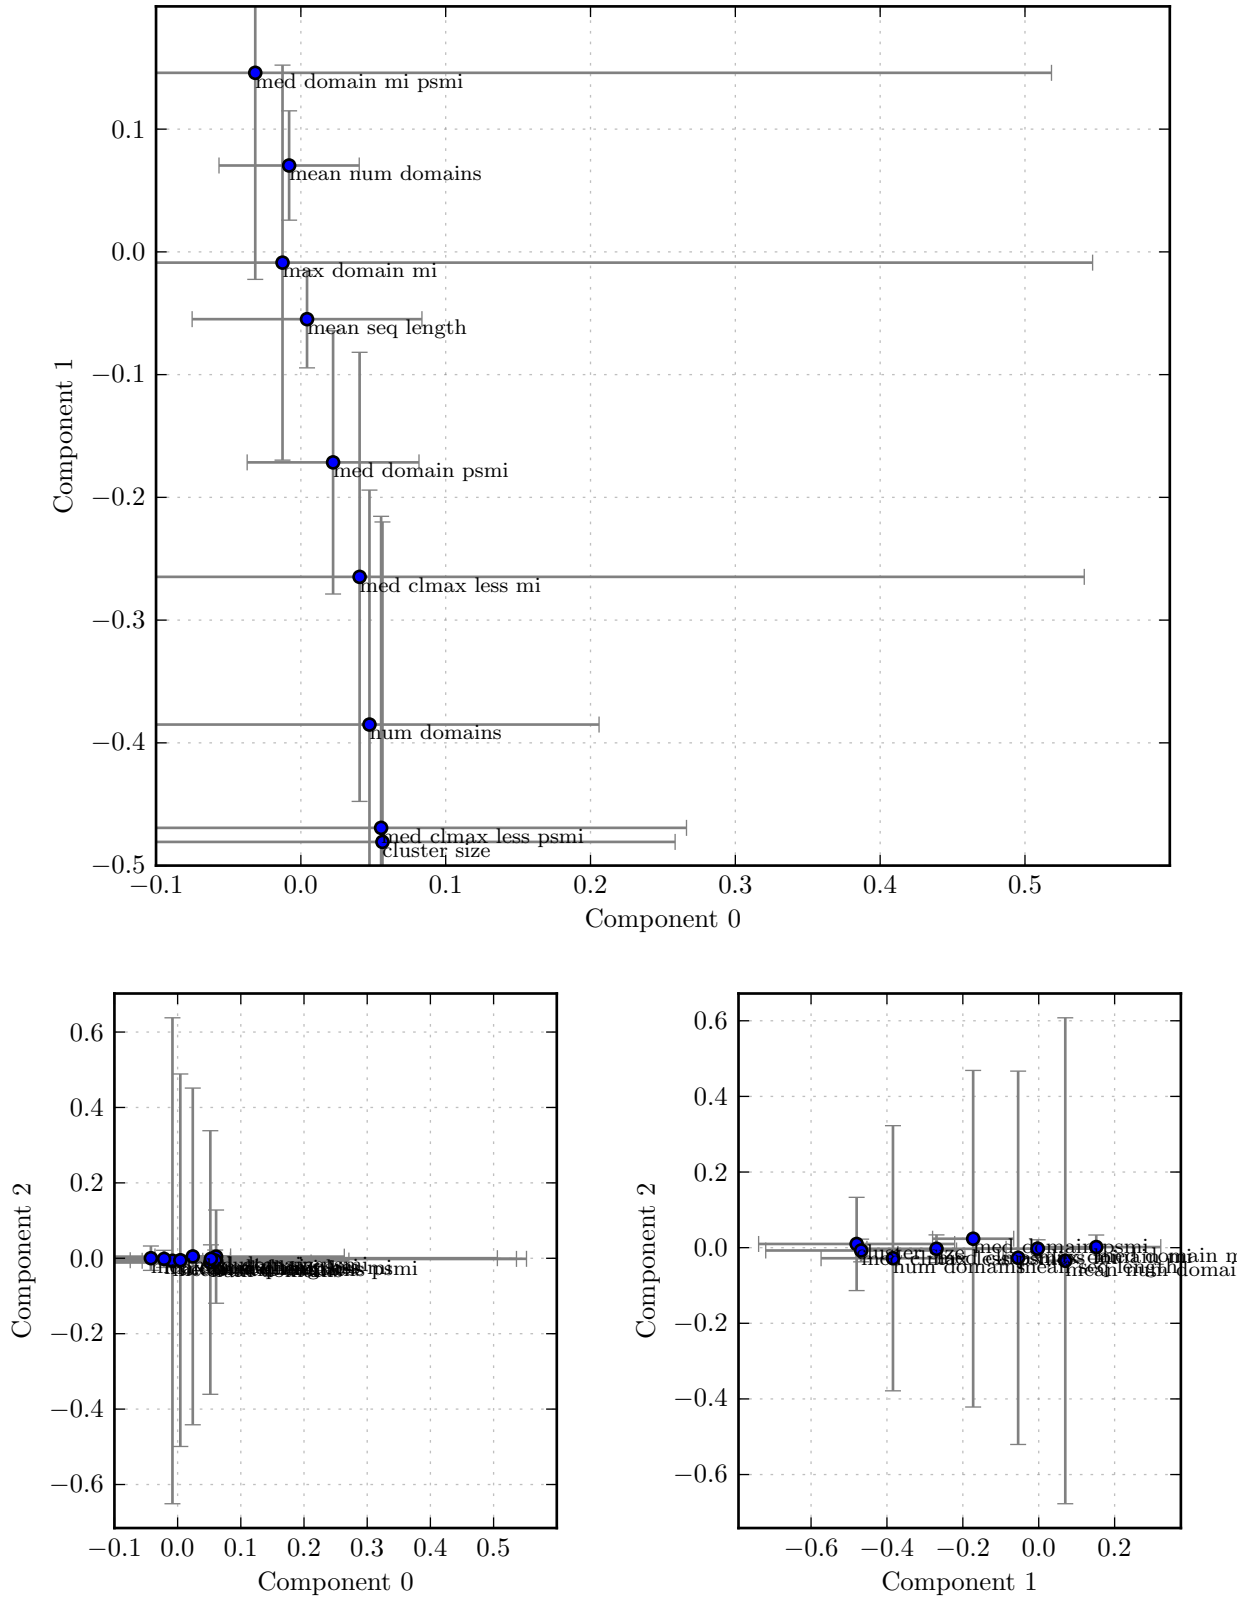 med domain mi psmi
0.1
mean num domains
0.0
max domain mi
mean seq length
−0.1
med domain psmi
−0.2
med clmax less mi
−0.3
num domains
−0.4
med clmax less psmi
cluster size
−0.5
Component 1
−0.1 0.0 0.1 0.2 0.3 0.4 0.5
Component 0
0.6
0.4
0.2
0.0
−0.2
−0.4
−0.6
Component 2
−0.1 0.0 0.1 0.2 0.3 0.4 0.5
Component 0
0.6
0.4
0.2
0.0
−0.2
−0.4
−0.6
Component 2
med domain psmi
cluster size
num domains
mean seq length
mean num domai
−0.6 −0.4 −0.2 0.0 0.2
Component 1